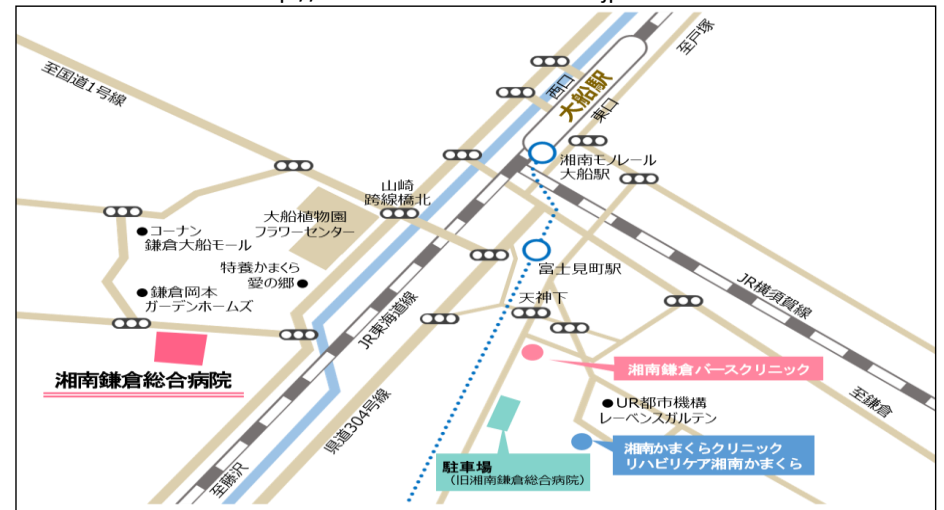 至国道1号線
至戸塚
西口
大船駅
東口
湘南モノレール
大船駅
山崎
跨線橋北
大船植物園
フラワーセンター
●コーナン
鎌倉大船モール
特養かまくら
愛の郷●
富士見町駅
●鎌倉岡本
ガーデンホームズ
天神下
JR横須賀線
JR東海道線
湘南鎌倉総合病院
湘南鎌倉バースクリニック
至鎌倉
県道304号線
●UR都市機構
レーベンスガルテン
湘南かまくらクリニック
リハビリケア湘南かまくら
駐車場
（旧湘南鎌倉総合病院）
至藤沢